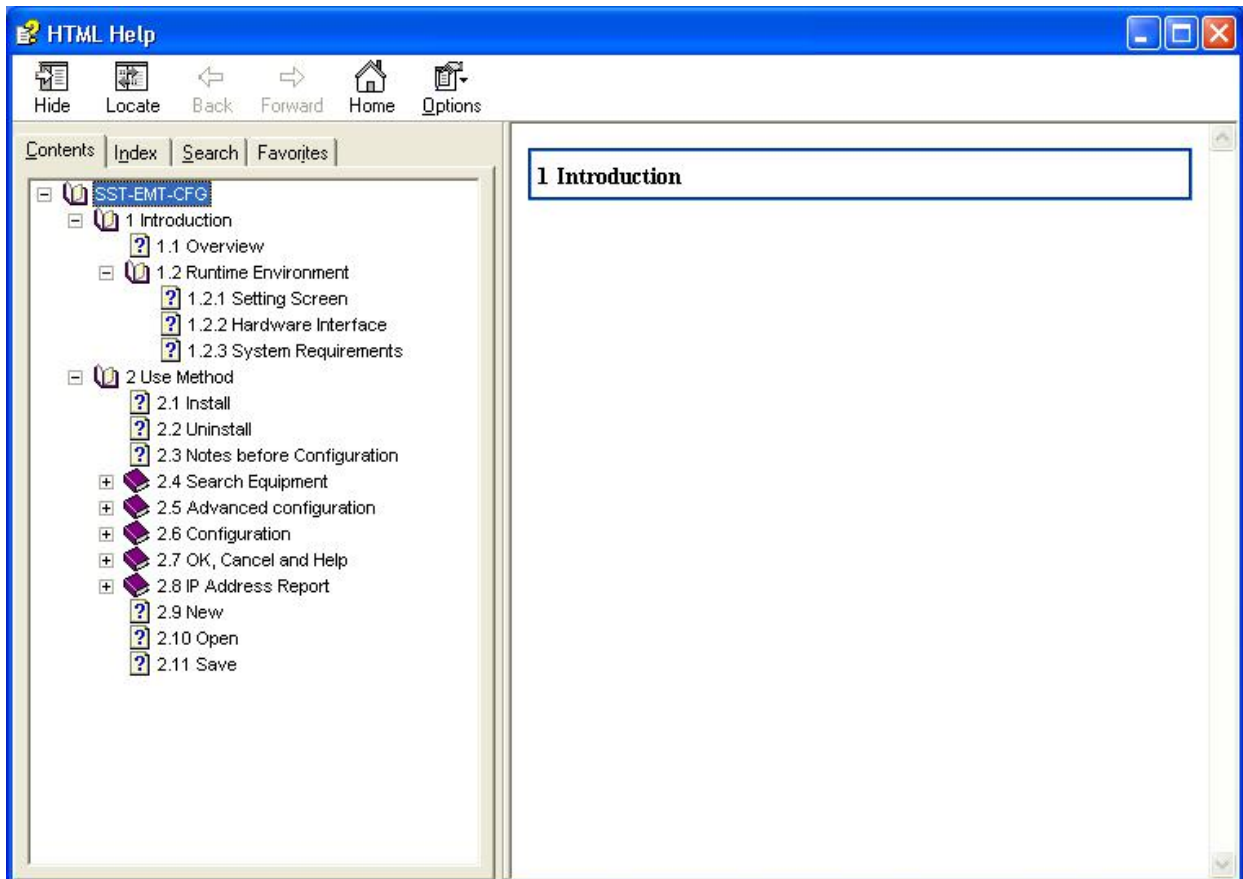 HTML Help
Hide Locate Back Forward Home Options
Contents Index Search Favorites
SST-EMT-CFG
1 Introduction
1.1 Overview
1.2 Runtime Environment
1.2.1 Setting Screen
1.2.2 Hardware Interface
1.2.3 System Requirements
2 Use Method
2.1 Install
2.2 Uninstall
2.3 Notes before Configuration
2.4 Search Equipment
2.5 Advanced configuration
2.6 Configuration
2.7 OK, Cancel and Help
2.8 IP Address Report
2.9 New
2.10 Open
2.11 Save
1 Introduction